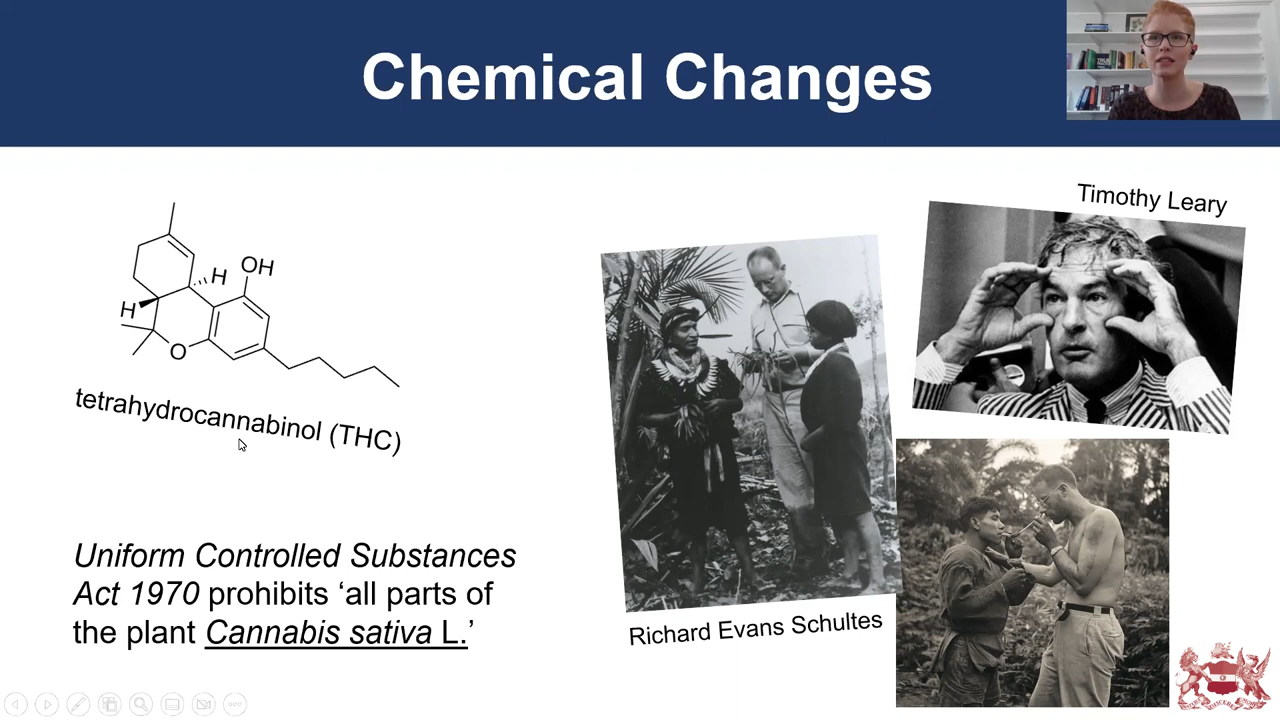 Chemical Changes
Timothy Leary
OH
H
H
O
tetrahydrocannabinol (THC)
Uniform Controlled Substances
Act 1970 prohibits ‘all parts of
the plant Cannabis sativa L.’
Richard Evans Schultes